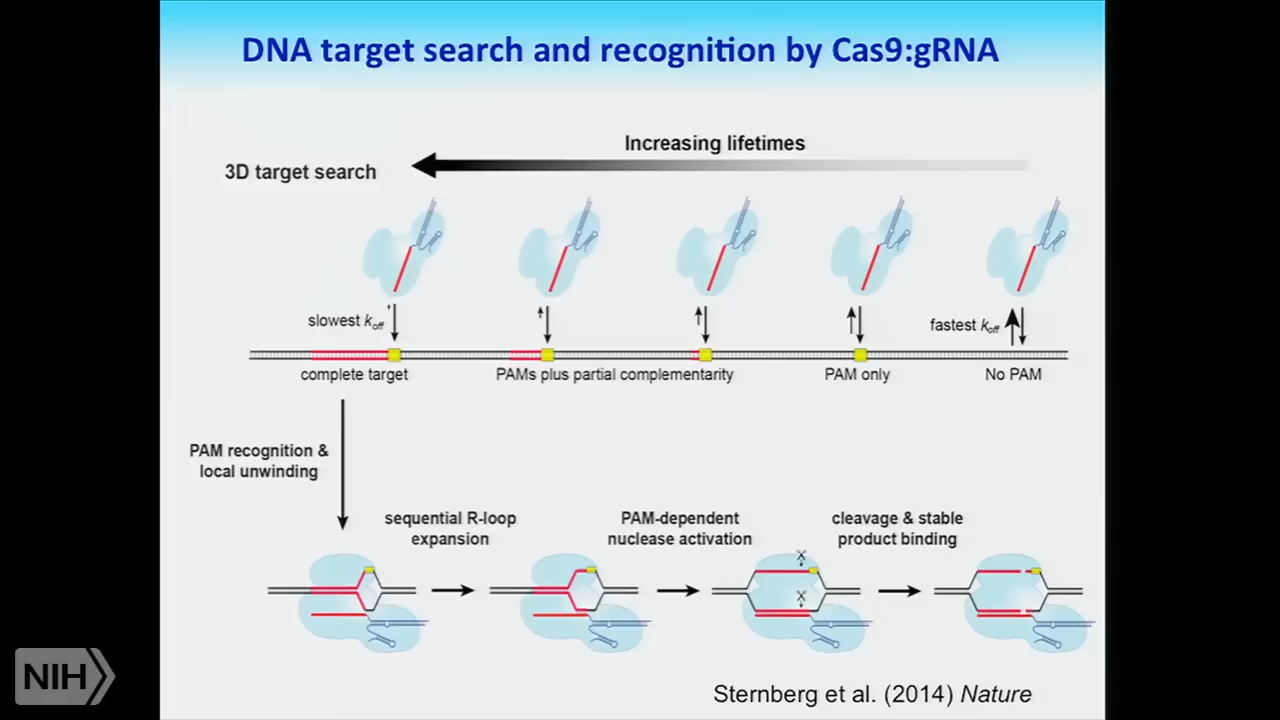 DNA target search and recognition by Cas9:gRNA
Increasing lifetimes
3D target search
slowest koff
fastest koff
complete target
PAMs plus partial complementarity
PAM only
No PAM
PAM recognition &
local unwinding
sequential R-loop
expansion
PAM-dependent
nuclease activation
cleavage & stable
product binding
NIH
Sternberg et al. (2014) Nature